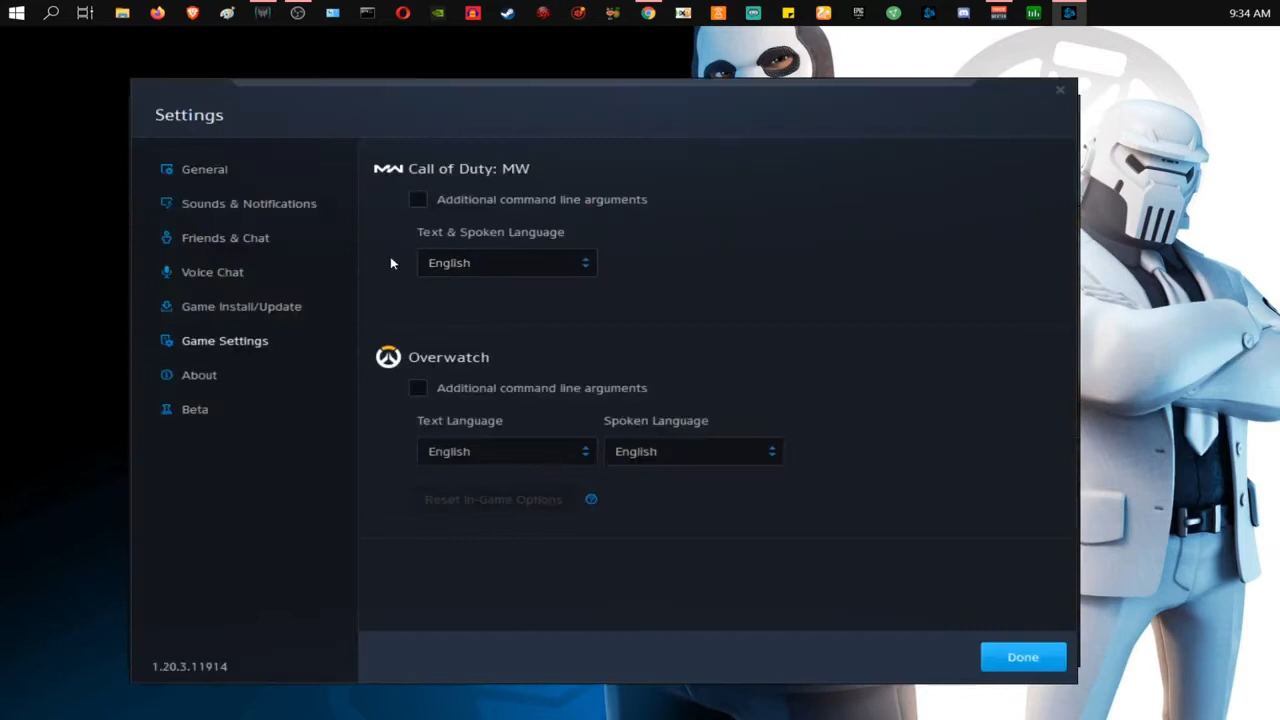 9:34 AM
Settings
General
Sounds & Notifications
Friends & Chat
Voice Chat
Game Install/Update
Game Settings
About
Beta
1.20.3.11914
Call of Duty: MW
Additional command line arguments
Text & Spoken Language
English
Overwatch
Additional command line arguments
Text Language Spoken Language
English English
Reset In-Game Options
Done